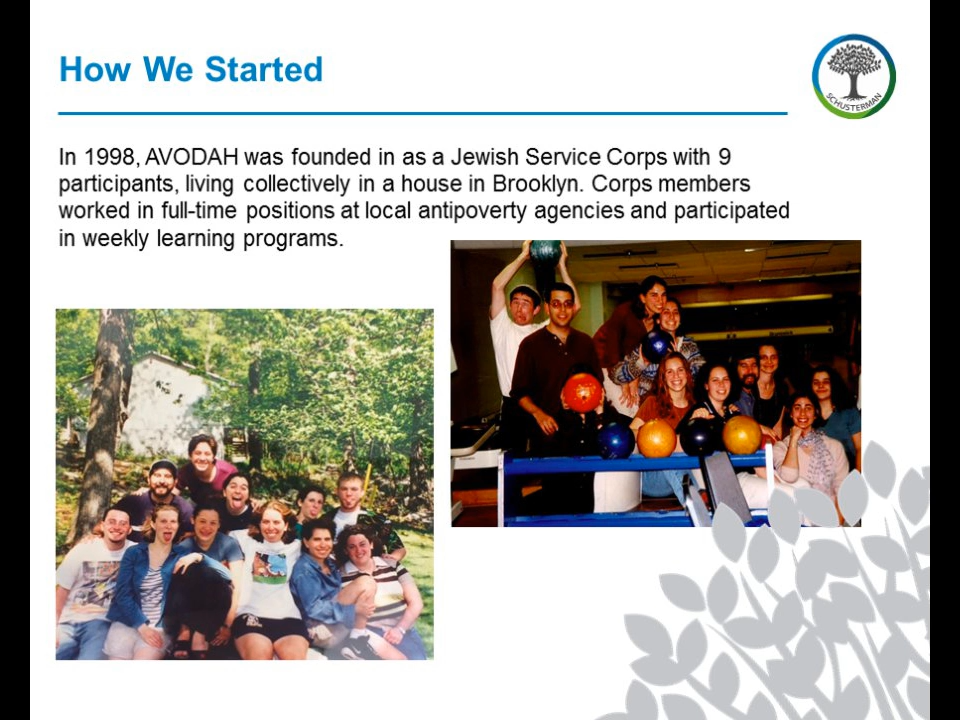 How We Started
SCHUSTERMAN
In 1998, AVODAH was founded in as a Jewish Service Corps with 9
participants, living collectively in a house in Brooklyn. Corps members
worked in full-time positions at local antipoverty agencies and participated
in weekly learning programs.